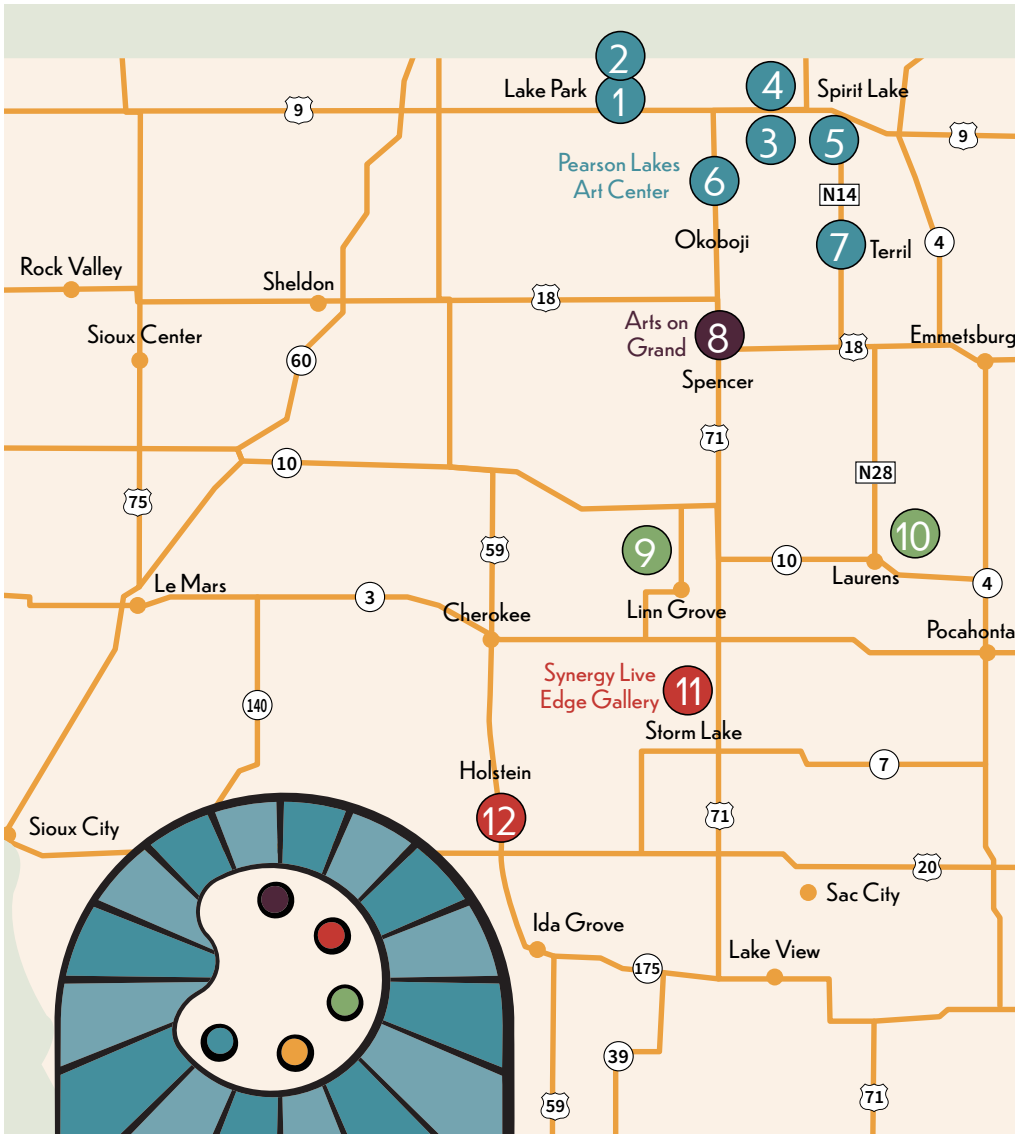 2
Lake Park
1
4
Spirit Lake
9
3
5
9
Pearson Lakes
Art Center
6
N14
Okoboji
7
Terril
4
Rock Valley
Sheldon
18
Sioux Center
Arts on
Grand
8
18
Emmetsburg
60
Spencer
71
10
N28
75
59
9
10
10
Laurens
4
Le Mars
3
Cherokee
Linn Grove
Pocahonta
Synergy Live
Edge Gallery
11
140
Storm Lake
7
Holstein
12
71
Sioux City
20
Sac City
Ida Grove
175
Lake View
39
59
71